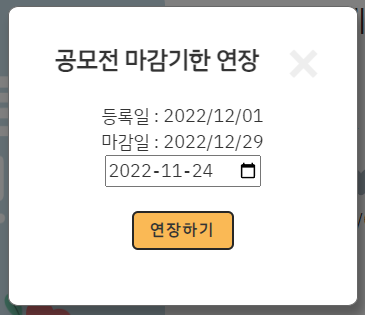 공모전 마감기한 연장
등록일 : 2022/12/01
마감일 : 2022/12/29
2022-11-24
연장하기